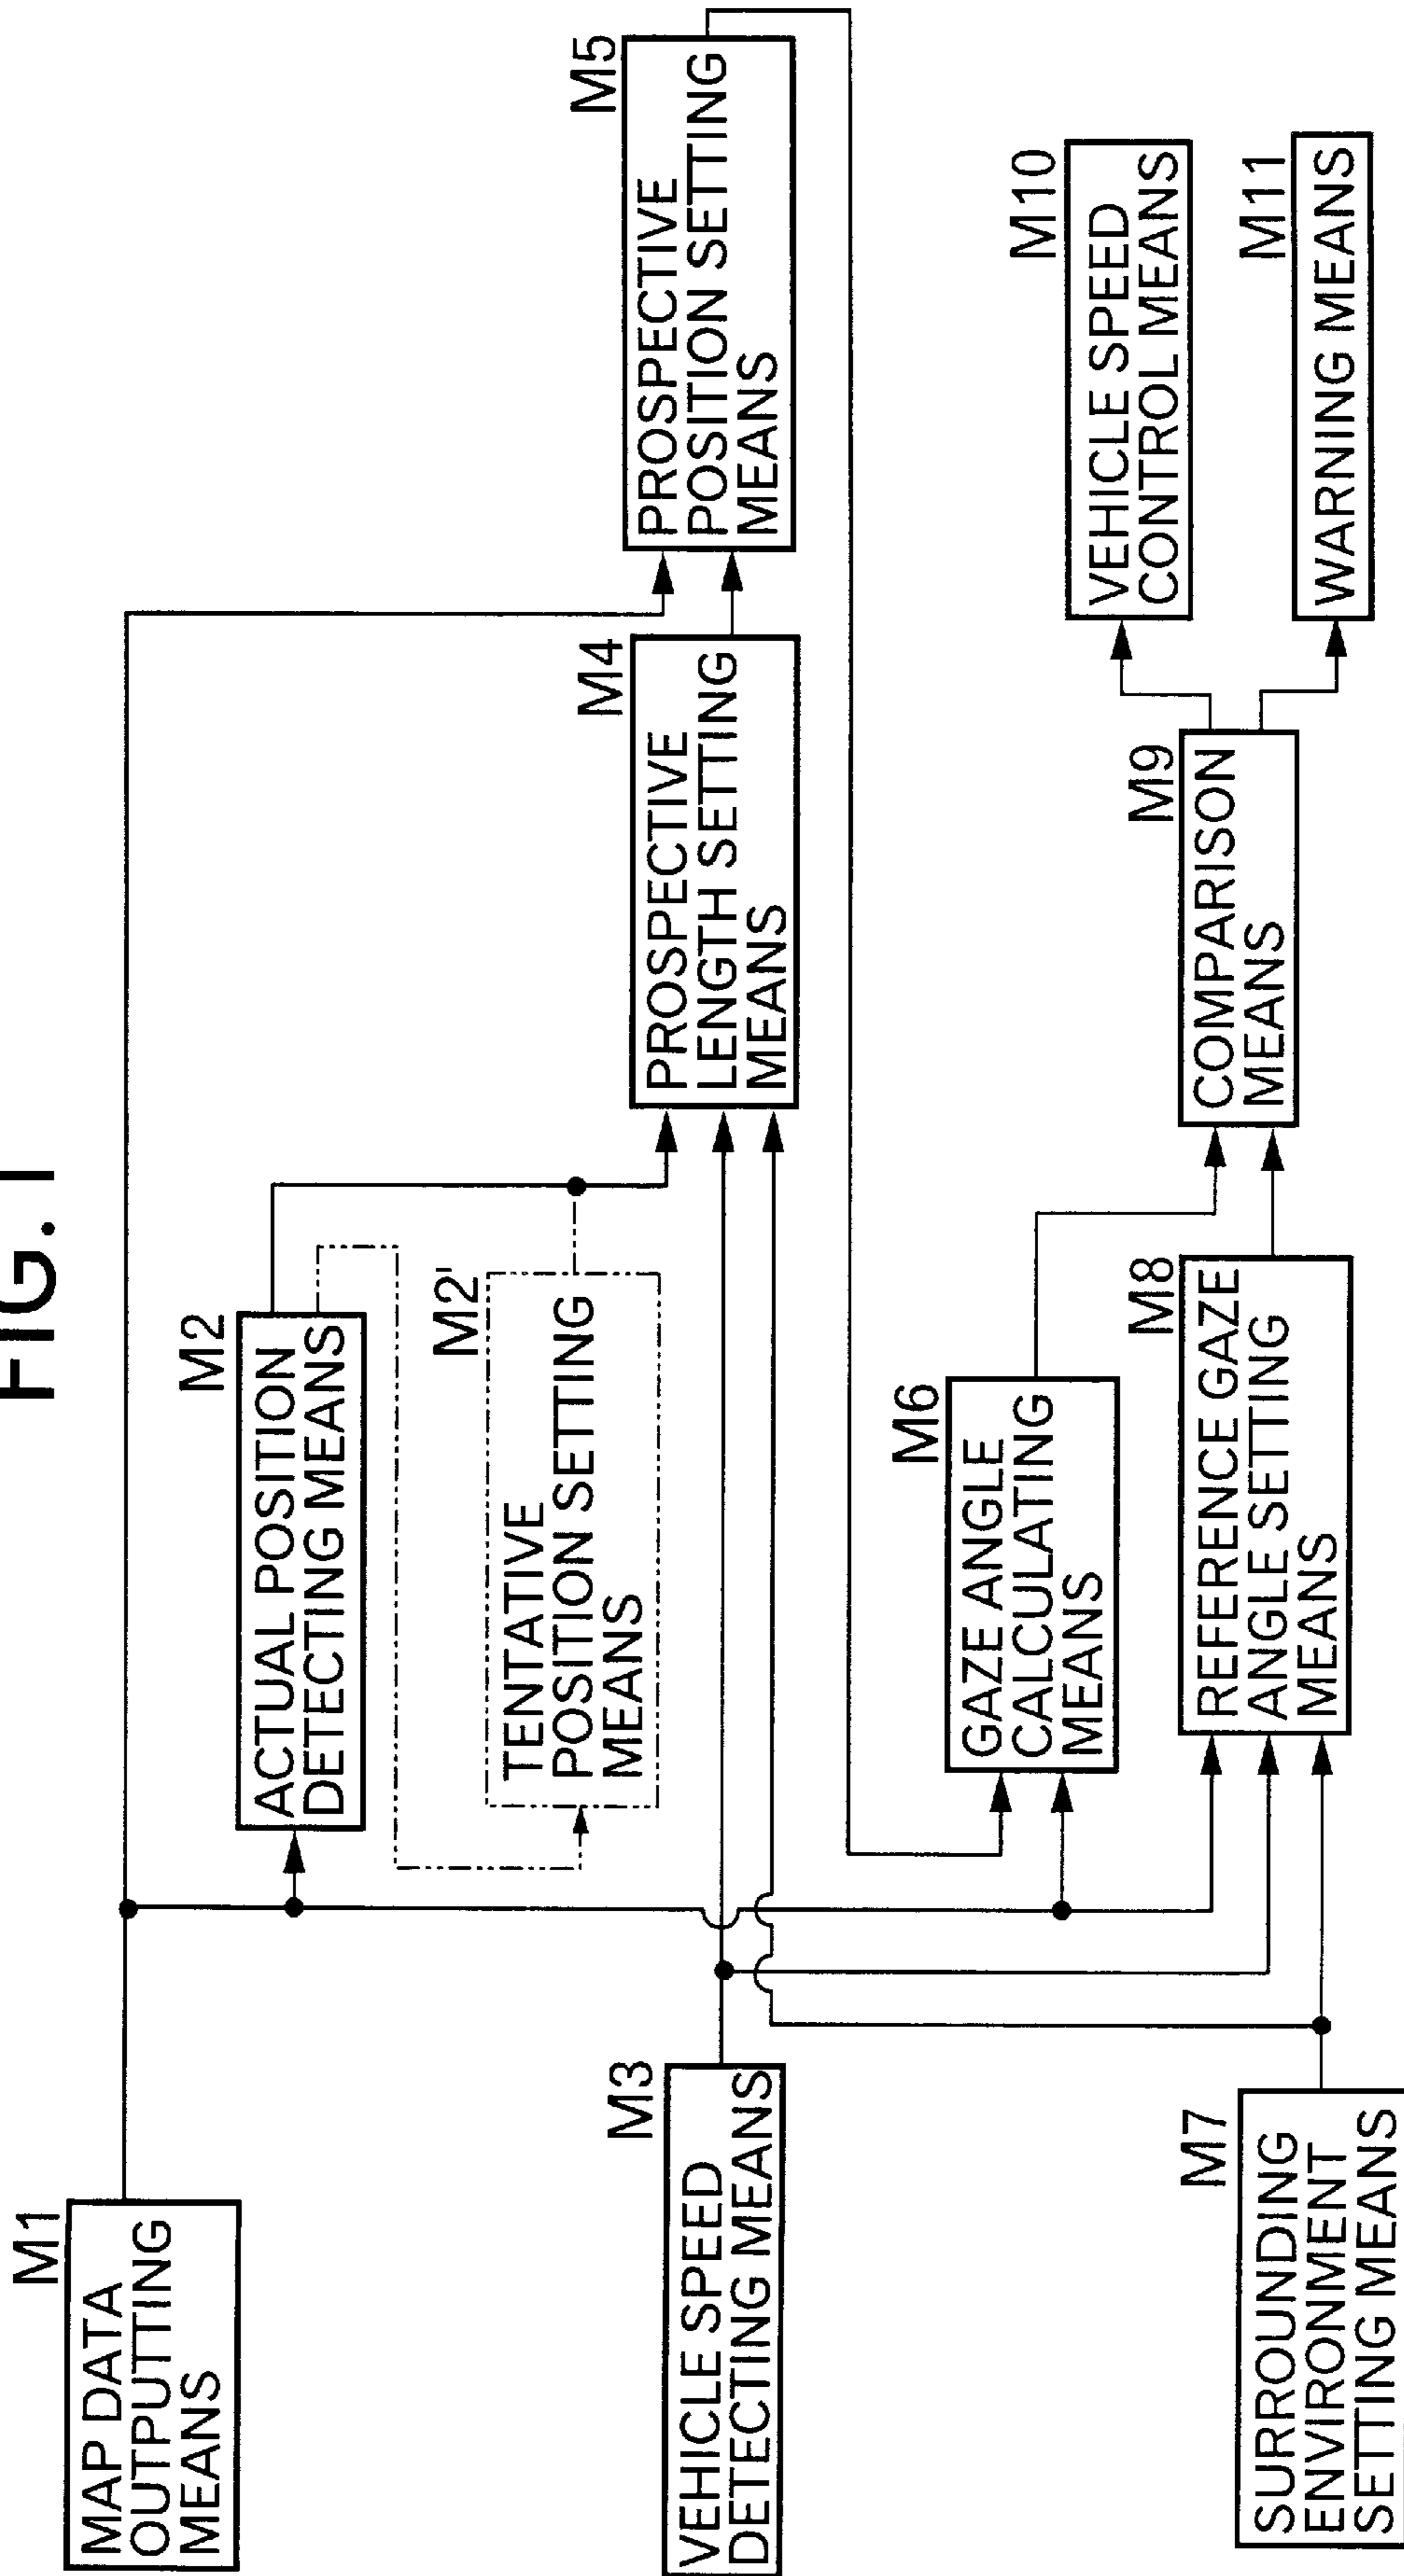 FIG. 1
M1
MAP DATA
OUTPUTTING
MEANS
M2
ACTUAL POSITION
DETECTING MEANS
M2'
TENTATIVE
POSITION SETTING
MEANS
M3
VEHICLE SPEED
DETECTING MEANS
M4
PROSPECTIVE
LENGTH SETTING
MEANS
M5
PROSPECTIVE
POSITION SETTING
MEANS
M6
GAZE ANGLE
CALCULATING
MEANS
M7
SURROUNDING
ENVIRONMENT
SETTING MEANS
M8
REFERENCE GAZE
ANGLE SETTING
MEANS
M9
COMPARISON
MEANS
M10
VEHICLE SPEED
CONTROL MEANS
M11
WARNING MEANS